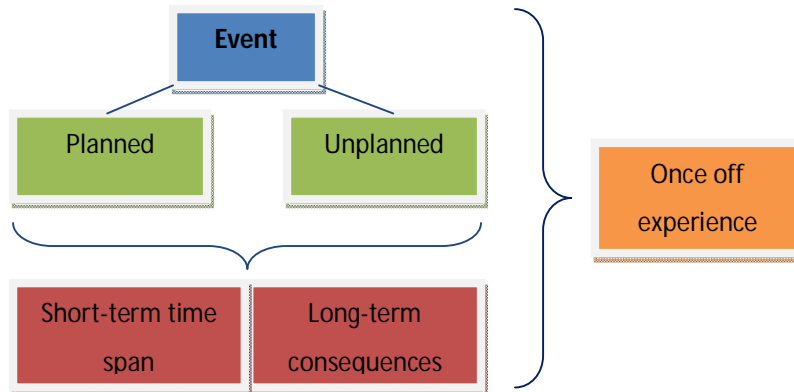 Event
Planned
Unplanned
Once off
experience
Short-term time
span
Long-term
consequences